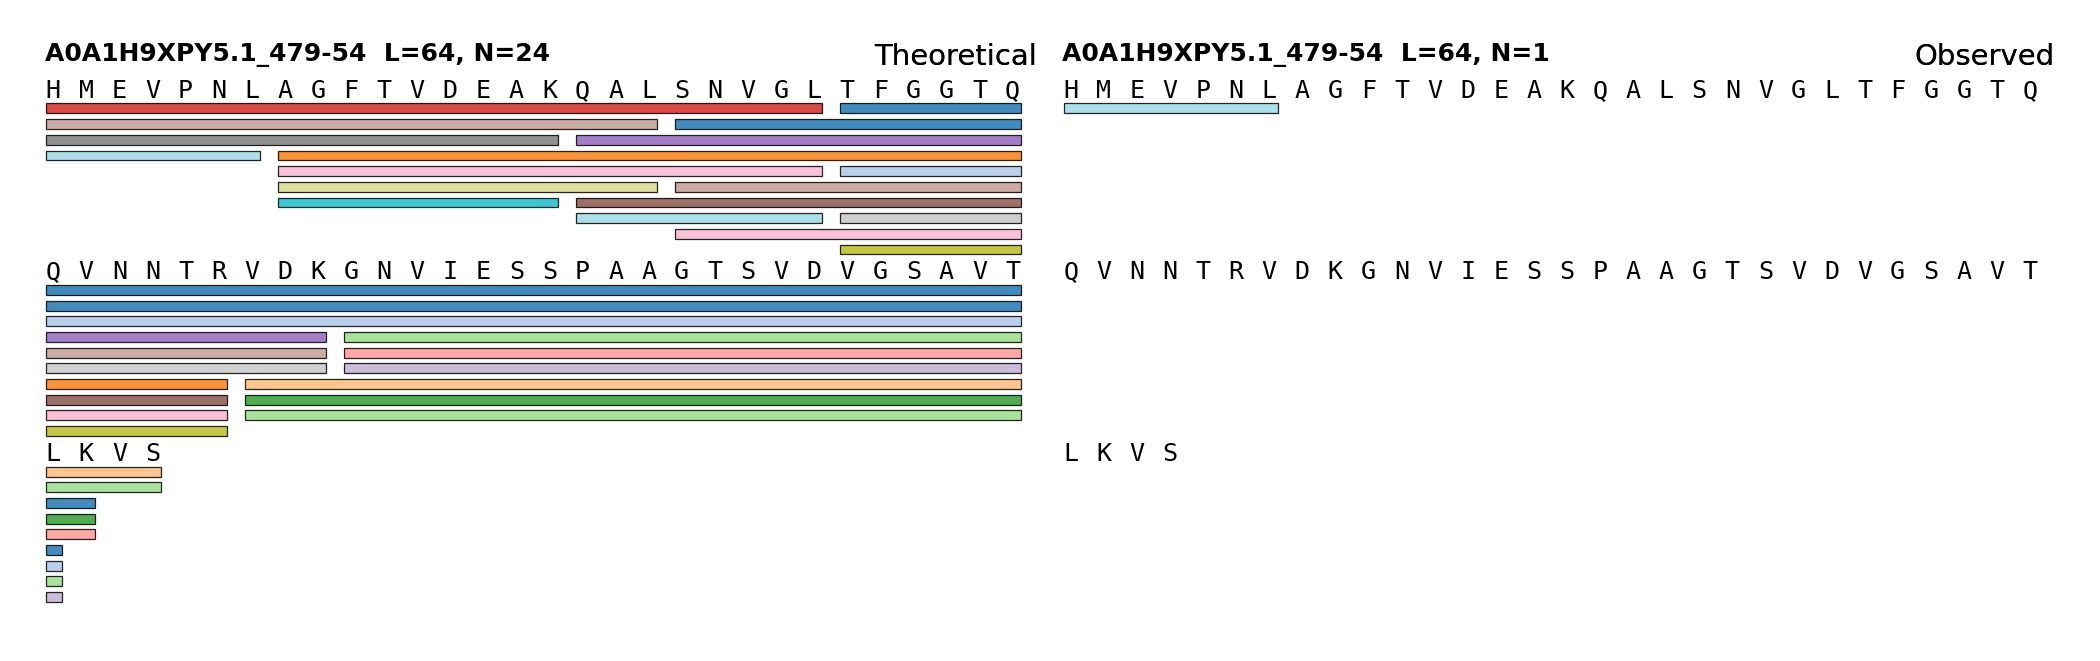 A0A1H9XPY5.1_479-54 L=64, N=24 Theoretical
H M E V P N L A G F T V D E A K Q A L S N V G L T F G G T Q
Q V N N T R V D K G N V I E S S P A A G T S V D V G S A V T
L K V S
A0A1H9XPY5.1_479-54 L=64, N=1 Observed
H M E V P N L A G F T V D E A K Q A L S N V G L T F G G T Q
Q V N N T R V D K G N V I E S S P A A G T S V D V G S A V T
L K V S